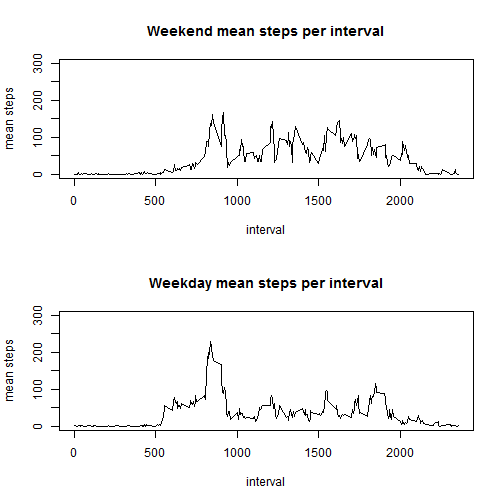 Weekend mean steps per interval
mean steps
300
200
100
0
0 500 1000 1500 2000
interval
Weekday mean steps per interval
mean steps
300
200
100
0
0 500 1000 1500 2000
interval